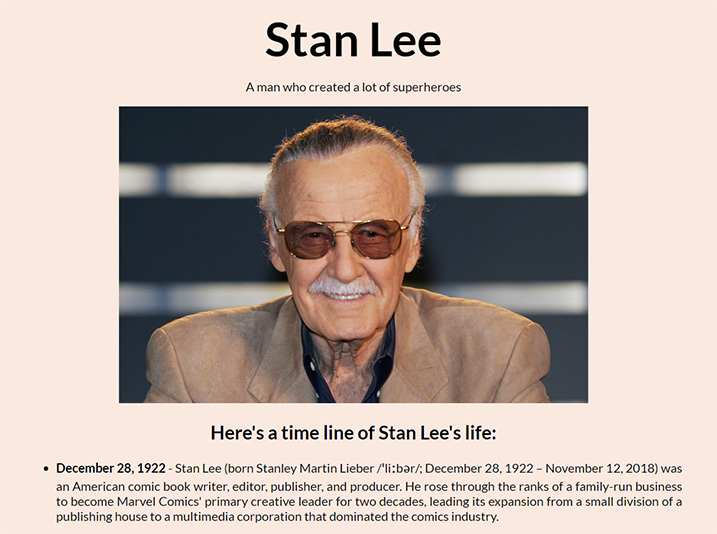 Stan Lee
A man who created a lot of superheroes
Here's a time line of Stan Lee's life:
• December 28, 1922 - Stan Lee (born Stanley Martin Lieber /ˈliːbər/; December 28, 1922 – November 12, 2018) was
an American comic book writer, editor, publisher, and producer. He rose through the ranks of a family-run business
to become Marvel Comics' primary creative leader for two decades, leading its expansion from a small division of a
publishing house to a multimedia corporation that dominated the comics industry.